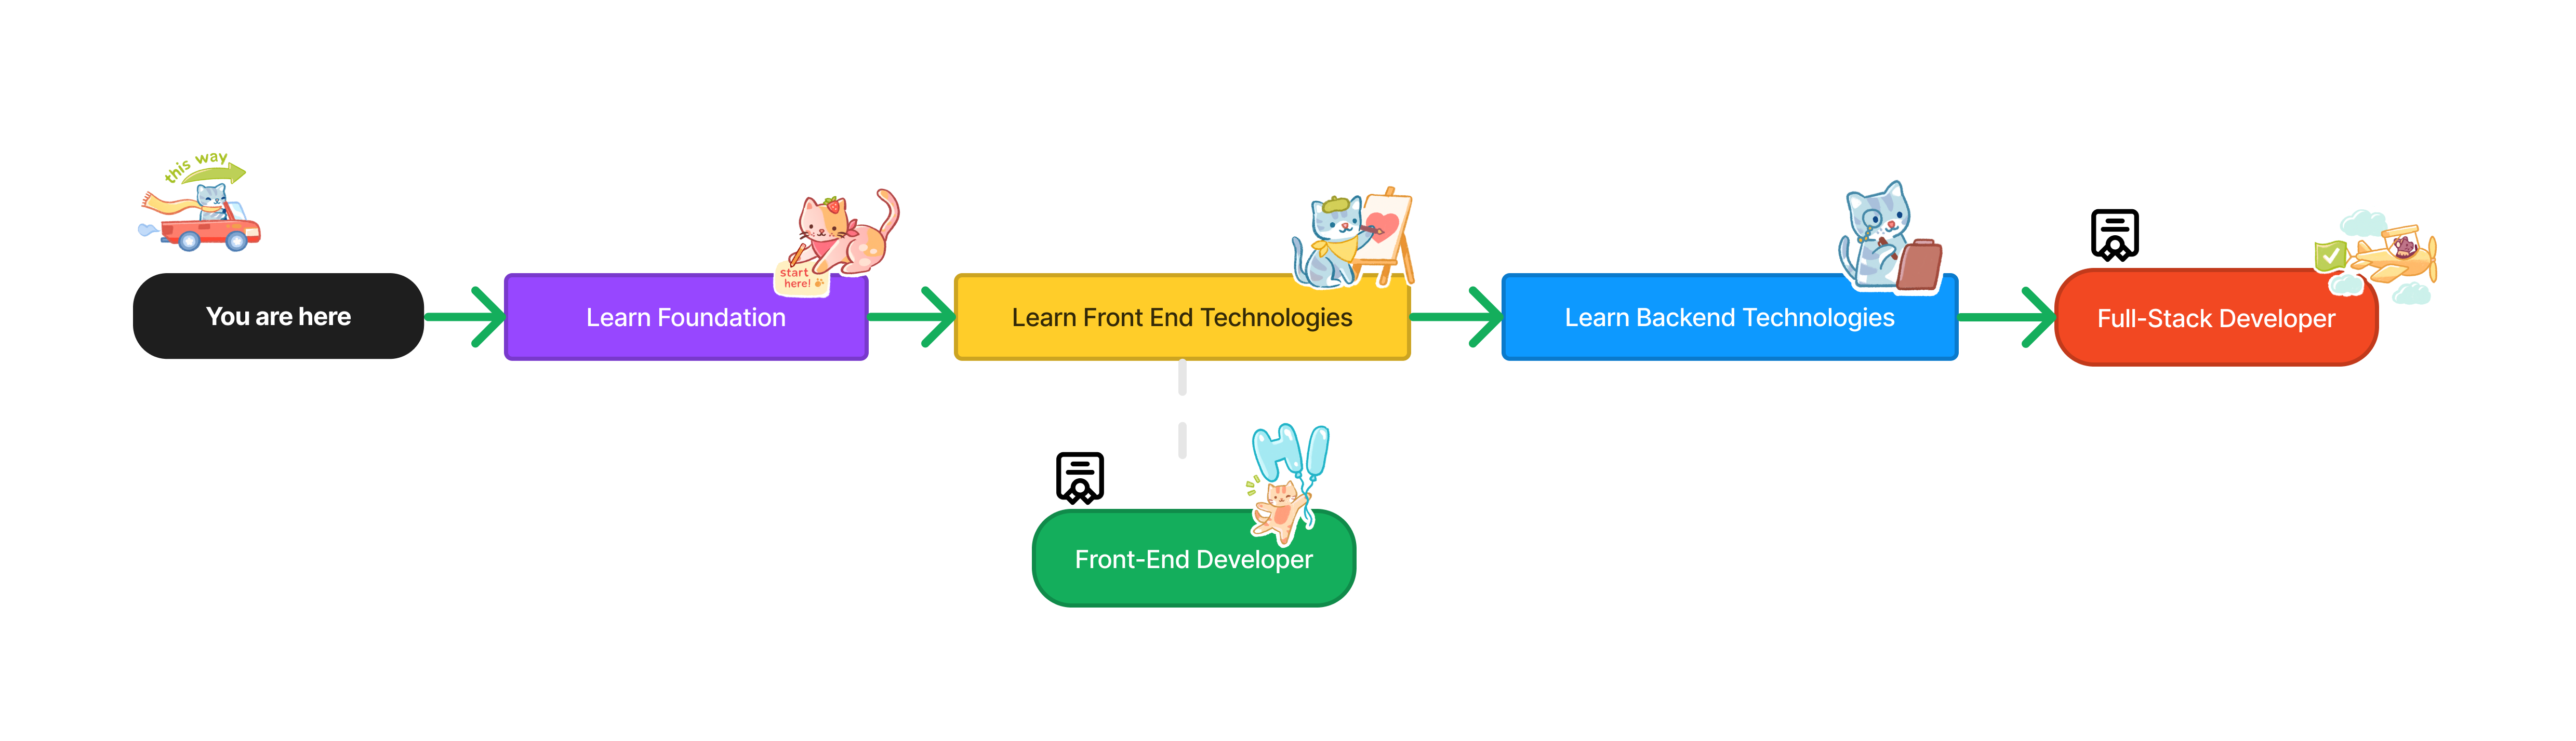 this way
You are here
Learn Foundation
start
here!
Learn Front End Technologies
Learn Backend Technologies
Full-Stack Developer
HI
Front-End Developer